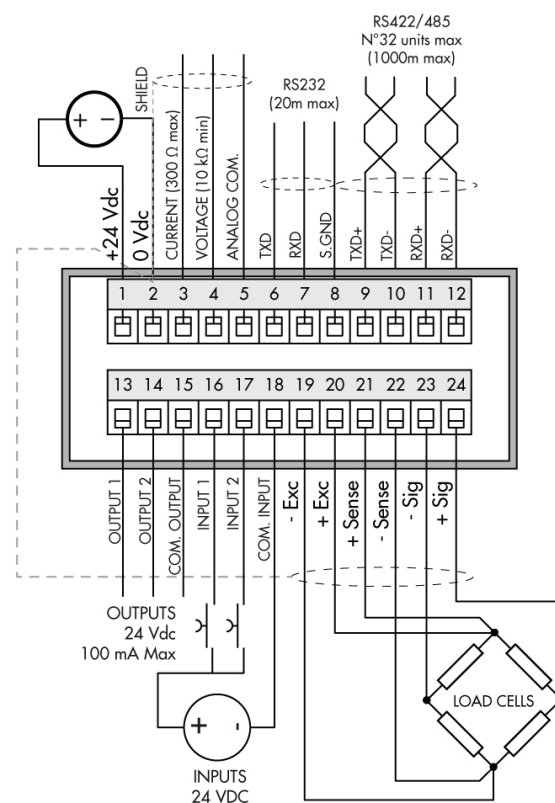 RS422/485
N°32 units max
(1000m max)
RS232
(20m max)
+ −
SHIELD
+24 Vdc
0 Vdc
CURRENT (300 Ω max)
VOLTAGE (10 kΩ min)
ANALOG COM.
TXD
RXD
S.GND
TXD+
TXD-
RXD+
RXD-
1 2 3 4 5 6 7 8 9 10 11 12
13 14 15 16 17 18 19 20 21 22 23 24
OUTPUT 1
OUTPUT 2
COM. OUTPUT
INPUT 1
INPUT 2
COM. INPUT
- Exc
+ Exc
+ Sense
- Sense
- Sig
+ Sig
OUTPUTS
24 Vdc
100 mA Max
LOAD CELLS
+ -
INPUTS
24 VDC